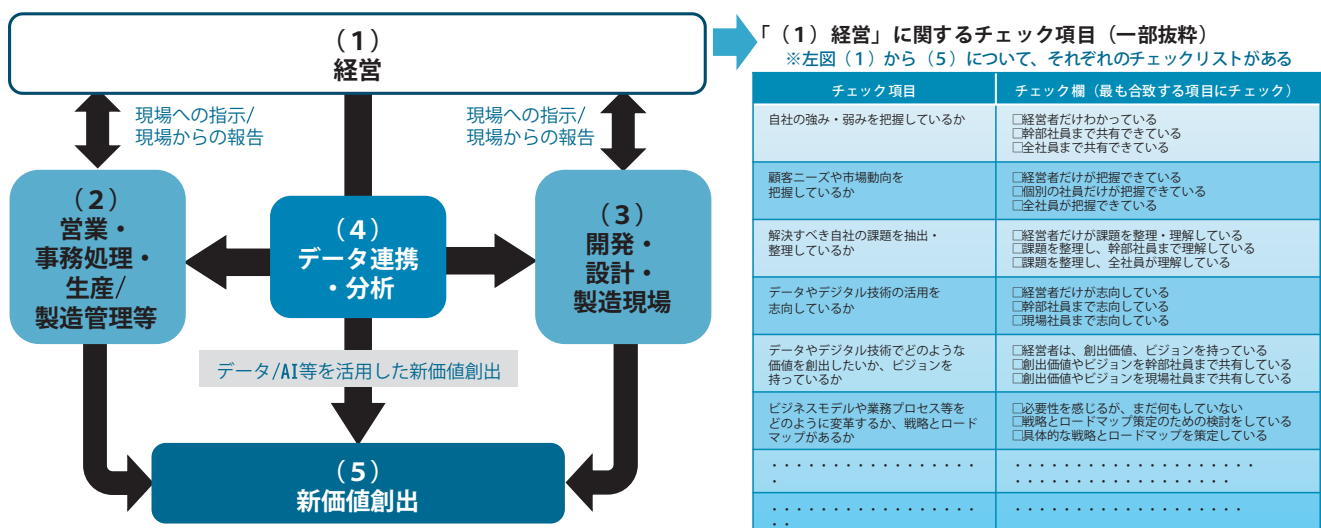 （1）
経営
現場への指示/
現場からの報告
現場への指示/
現場からの報告
（2）
営業・
事務処理・
生産/
製造管理等
（4）
データ連携
・分析
（3）
開発・
設計・
製造現場
データ/AI等を活用した新価値創出
（5）
新価値創出
「（1）経営」に関するチェック項目（一部抜粋）
※左図（1）から（5）について、それぞれのチェックリストがある
チェック項目
チェック欄（最も合致する項目にチェック）
自社の強み・弱みを把握しているか
□経営者だけわかっている
□幹部社員まで共有できている
□全社員まで共有できている
顧客ニーズや市場動向を
把握しているか
□経営者だけが把握できている
□個別の社員だけが把握できている
□全社員が把握できている
解決すべき自社の課題を抽出・
整理しているか
□経営者だけが課題を整理・理解している
□課題を整理し、幹部社員まで理解している
□課題を整理し、全社員が理解している
データやデジタル技術の活用を
志向しているか
□経営者だけが志向している
□幹部社員まで志向している
□現場社員まで志向している
データやデジタル技術でどのような
価値を創出したいか、ビジョンを
持っているか
□経営者は、創出価値、ビジョンを持っている
□創出価値やビジョンを幹部社員まで共有している
□創出価値やビジョンを現場社員まで共有している
ビジネスモデルや業務プロセス等を
どのように変革するか、戦略とロード
マップがあるか
□必要性を感じるが、まだ何もしていない
□戦略とロードマップ策定のための検討をしている
□具体的な戦略とロードマップを策定している
・・・・・・・・・・・・・・・・・
・
・・・・・・・・・・・・・・・・・・・・
・・・・・・・・・・・・・・・・・・
・・・・・・・・・・・・・・・・・
・・
・・・・・・・・・・・・・・・・・・・